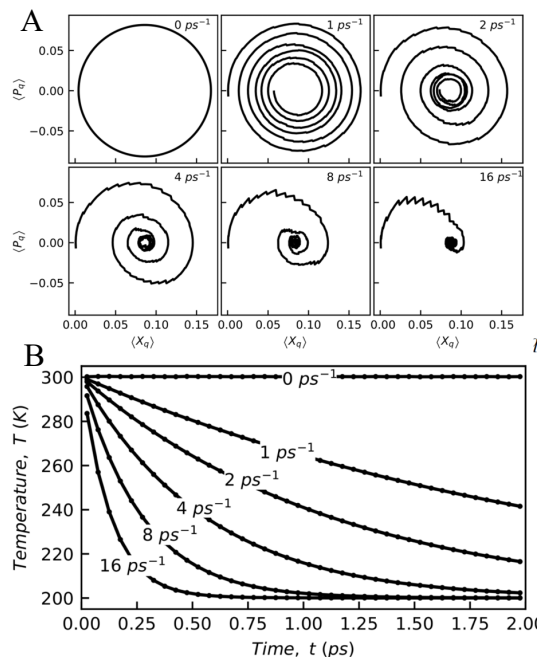 A
0 ps⁻¹
1 ps⁻¹
2 ps⁻¹
⟨P_q⟩
0.05
0.00
−0.05
4 ps⁻¹
8 ps⁻¹
16 ps⁻¹
⟨P_q⟩
0.05
0.00
−0.05
0.00 0.05 0.10 0.15
0.00 0.05 0.10 0.15
0.00 0.05 0.10 0.15
⟨X_q⟩
⟨X_q⟩
⟨X_q⟩
B
Temperature, T (K)
300
280
260
240
220
200
0 ps⁻¹
1 ps⁻¹
2 ps⁻¹
4 ps⁻¹
8 ps⁻¹
16 ps⁻¹
0.00 0.25 0.50 0.75 1.00 1.25 1.50 1.75 2.00
Time, t (ps)